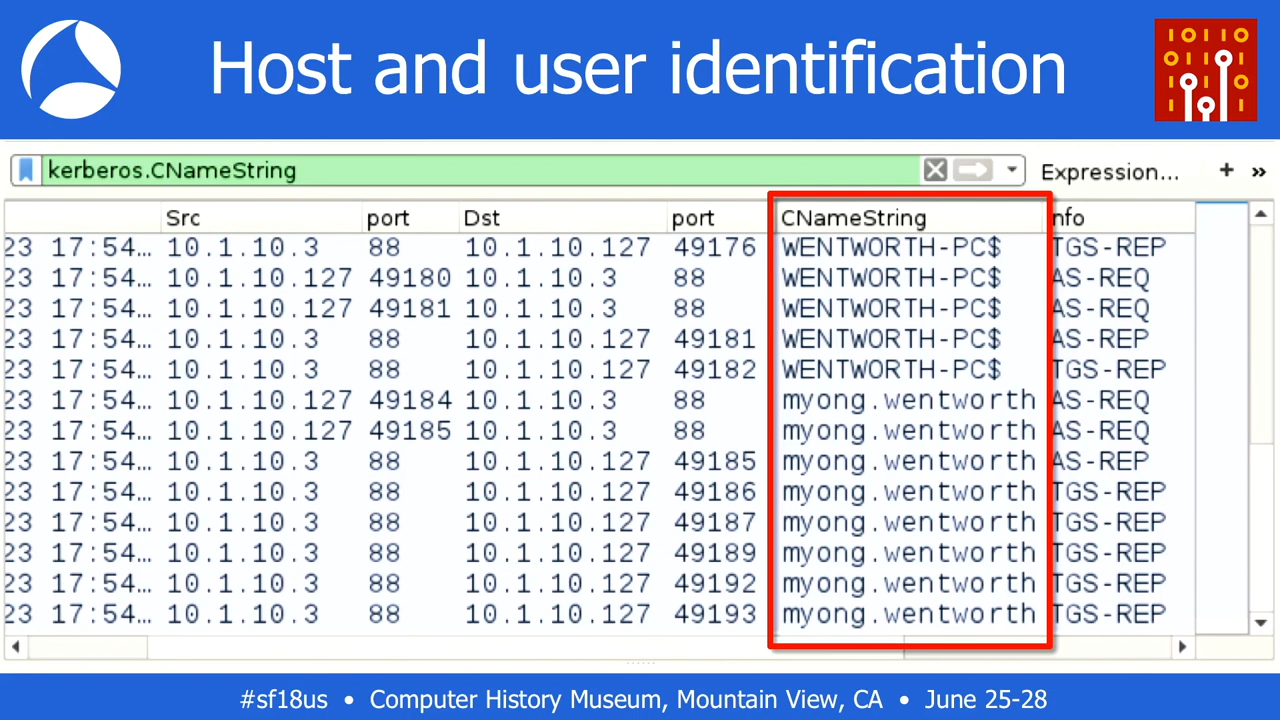 Host and user identification
kerberos.CNameString Expression... + »
Src port Dst port CNameString nfo
23 17:54… 10.1.10.3 88 10.1.10.127 49176 WENTWORTH-PC$ TGS-REP
23 17:54… 10.1.10.127 49180 10.1.10.3 88 WENTWORTH-PC$ AS-REQ
23 17:54… 10.1.10.127 49181 10.1.10.3 88 WENTWORTH-PC$ AS-REQ
23 17:54… 10.1.10.3 88 10.1.10.127 49181 WENTWORTH-PC$ AS-REP
23 17:54… 10.1.10.3 88 10.1.10.127 49182 WENTWORTH-PC$ TGS-REP
23 17:54… 10.1.10.127 49184 10.1.10.3 88 myong.wentworth AS-REQ
23 17:54… 10.1.10.127 49185 10.1.10.3 88 myong.wentworth AS-REQ
23 17:54… 10.1.10.3 88 10.1.10.127 49185 myong.wentworth AS-REP
23 17:54… 10.1.10.3 88 10.1.10.127 49186 myong.wentworth TGS-REP
23 17:54… 10.1.10.3 88 10.1.10.127 49187 myong.wentworth TGS-REP
23 17:54… 10.1.10.3 88 10.1.10.127 49189 myong.wentworth TGS-REP
23 17:54… 10.1.10.3 88 10.1.10.127 49192 myong.wentworth TGS-REP
23 17:54… 10.1.10.3 88 10.1.10.127 49193 myong.wentworth TGS-REP
#sf18us • Computer History Museum, Mountain View, CA • June 25-28